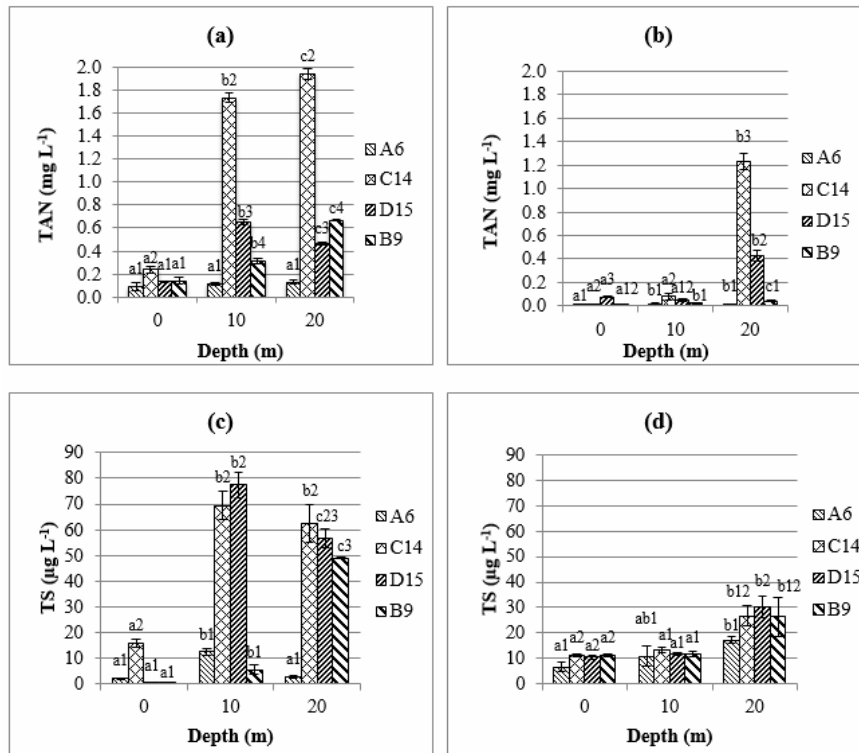 (a)
TAN (mg L-1)
2.0
1.8
1.6
1.4
1.2
1.0
0.8
0.6
0.4
0.2
0.0
a1 a2 a1 a1
a1 b2 b3 b4
a1 c2 c3 c4
0 10 20
Depth (m)
A6
C14
D15
B9
(b)
TAN (mg L-1)
2.0
1.8
1.6
1.4
1.2
1.0
0.8
0.6
0.4
0.2
0.0
a1 a2 a3 a12
b1 a2 a12 b1
b1 b3 b2 c1
0 10 20
Depth (m)
A6
C14
D15
B9
(c)
TS (µg L-1)
90
80
70
60
50
40
30
20
10
0
a1 a2 a1 a1
b1 b2 b2 b1
a1 b2 c23 c3
0 10 20
Depth (m)
A6
C14
D15
B9
(d)
TS (µg L-1)
90
80
70
60
50
40
30
20
10
0
a1 a2 a2 a2
ab1 a1 a1 a1
b1 b12 b2 b12
0 10 20
Depth (m)
A6
C14
D15
B9